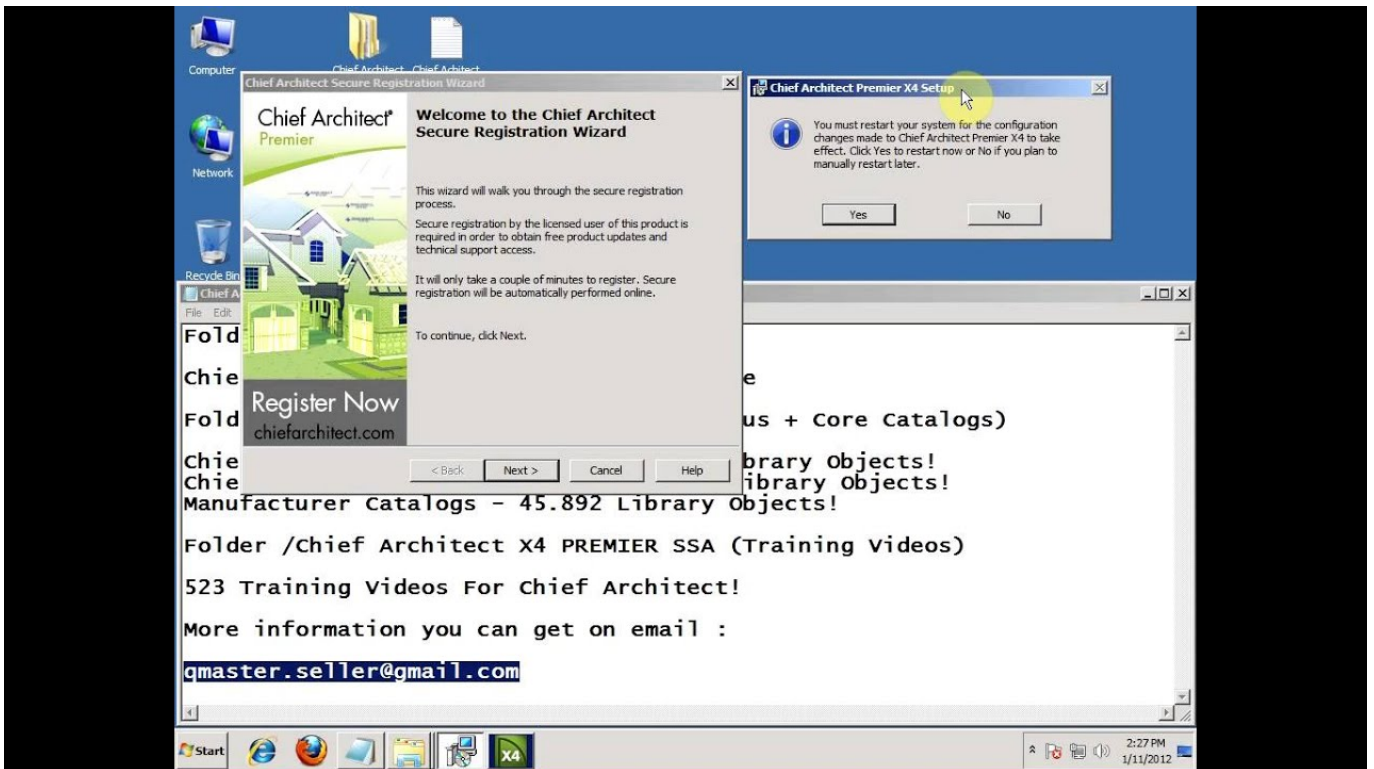 Computer
Chief Architect
Chief Achitect
Network
Recycle Bin
Chief Architect Secure Registration Wizard
Chief Architect®
Premier
Register Now
chiefarchitect.com
Welcome to the Chief Architect
Secure Registration Wizard
This wizard will walk you through the secure registration
process.
Secure registration by the licensed user of this product is
required in order to obtain free product updates and
technical support access.
It will only take a couple of minutes to register. Secure
registration will be automatically performed online.
To continue, click Next.
< Back
Next >
Cancel
Help
Chief Architect Premier X4 Setup
You must restart your system for the configuration
changes made to Chief Architect Premier X4 to take
effect. Click Yes to restart now or No if you plan to
manually restart later.
Yes
No
Chief A
File Edit
Fold
Chie e
Fold us + Core Catalogs)
Chie brary Objects!
Chie ibrary Objects!
Manufacturer Catalogs - 45.892 Library Objects!
Folder /Chief Architect X4 PREMIER SSA (Training Videos)
523 Training Videos For Chief Architect!
More information you can get on email :
qmaster.seller@gmail.com
Start
X4
2:27 PM
1/11/2012